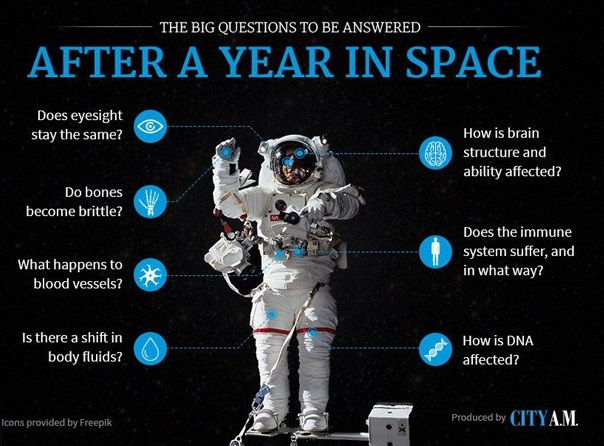 THE BIG QUESTIONS TO BE ANSWERED
AFTER A YEAR IN SPACE
Does eyesight
stay the same?
Do bones
become brittle?
What happens to
blood vessels?
Is there a shift in
body fluids?
How is brain
structure and
ability affected?
Does the immune
system suffer, and
in what way?
How is DNA
affected?
Icons provided by Freepik
Produced by CITY A.M.